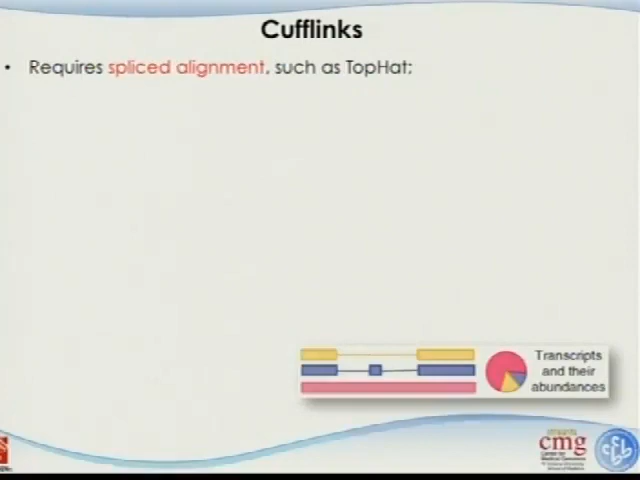 Cufflinks
• Requires spliced alignment, such as TopHat;
Transcripts
and their
abundances
cmg